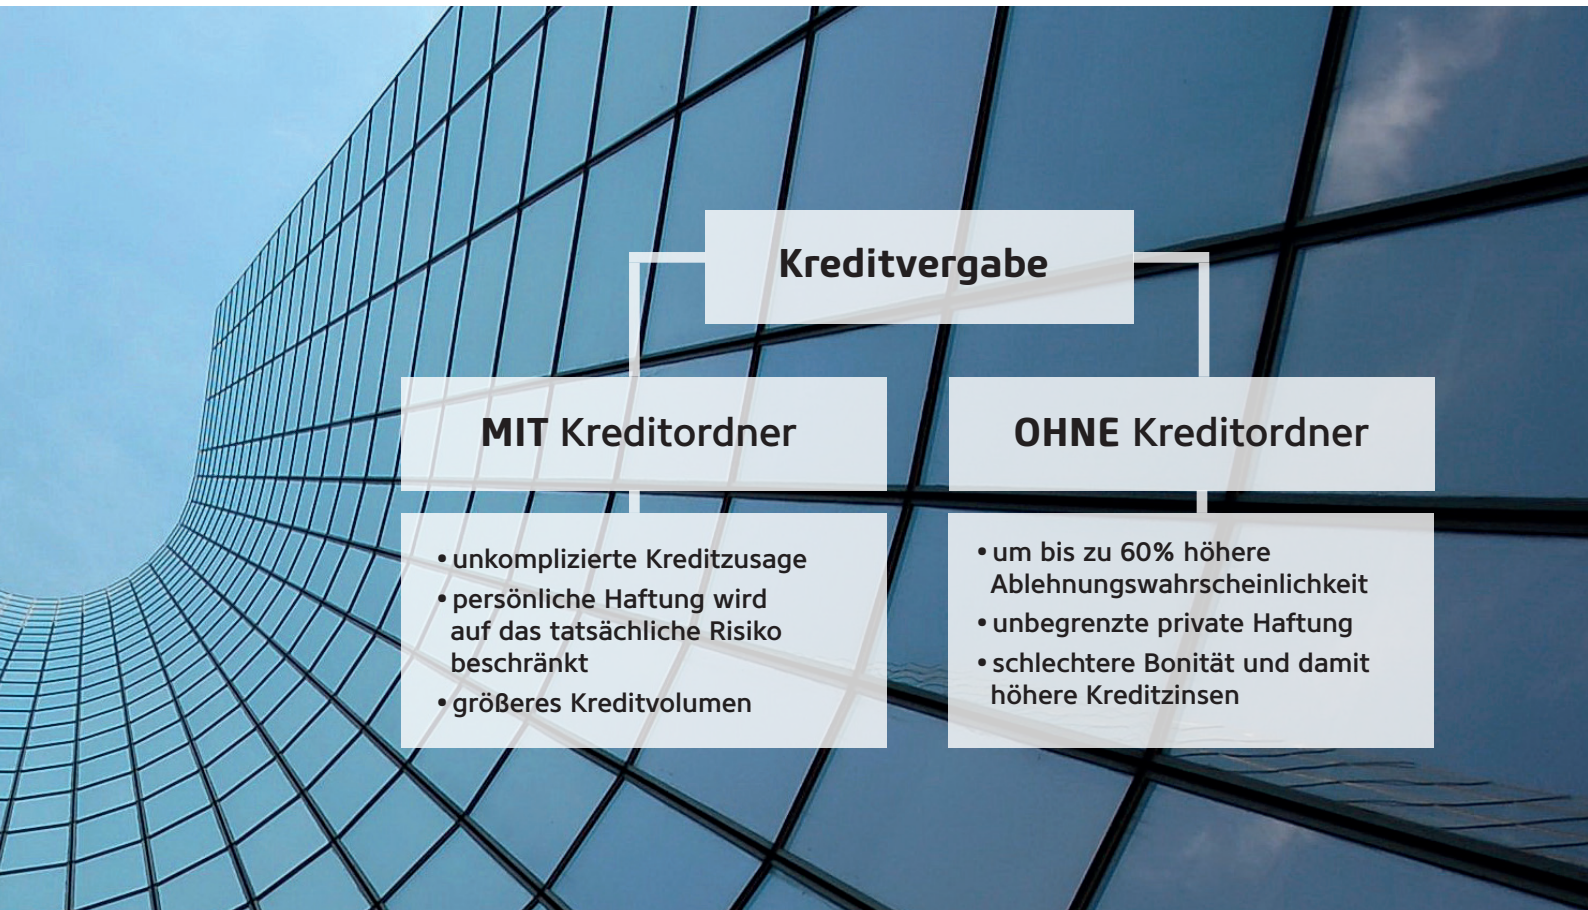 Kreditvergabe
MIT Kreditordner
• unkomplizierte Kreditzusage
• persönliche Haftung wird
auf das tatsächliche Risiko
beschränkt
• größeres Kreditvolumen
OHNE Kreditordner
• um bis zu 60% höhere
Ablehnungswahrscheinlichkeit
• unbegrenzte private Haftung
• schlechtere Bonität und damit
höhere Kreditzinsen